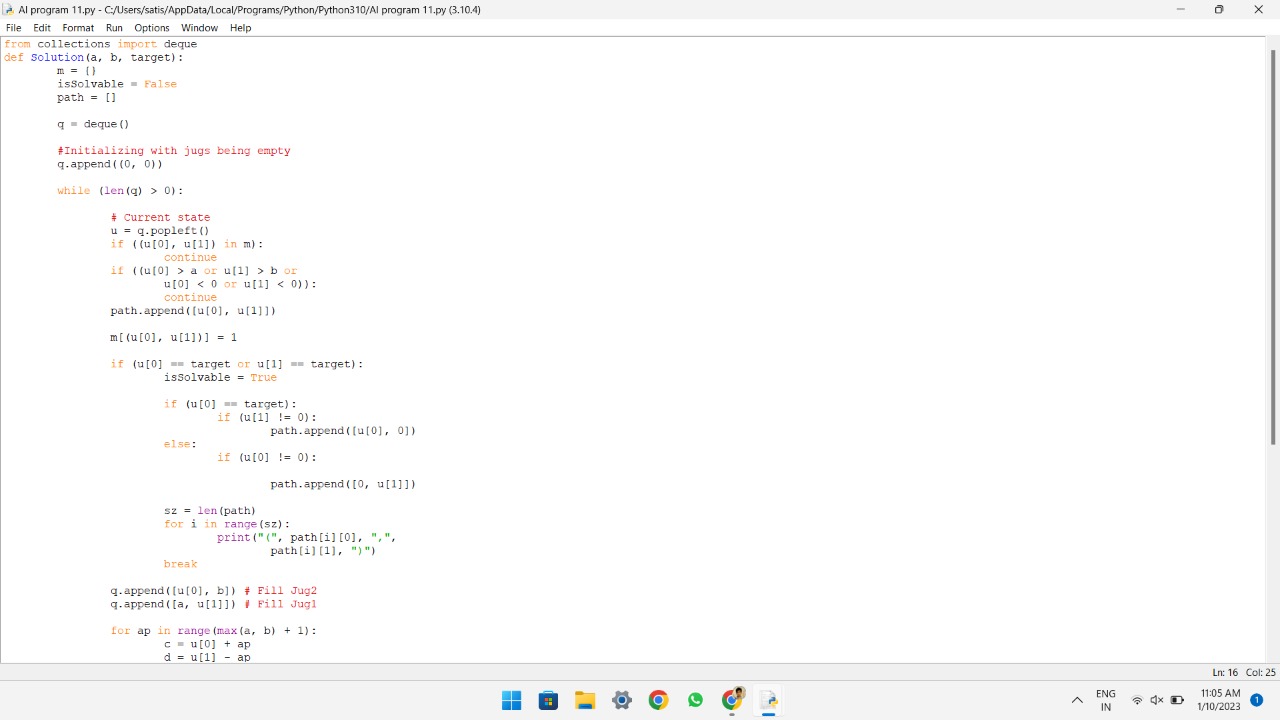 AI program 11.py - C:/Users/satis/AppData/Local/Programs/Python/Python310/AI program 11.py (3.10.4)
File Edit Format Run Options Window Help
from collections import deque
def Solution(a, b, target):
m = {}
isSolvable = False
path = []
q = deque()
#Initializing with jugs being empty
q.append((0, 0))
while (len(q) > 0):
# Current state
u = q.popleft()
if ((u[0], u[1]) in m):
continue
if ((u[0] > a or u[1] > b or
u[0] < 0 or u[1] < 0)):
continue
path.append([u[0], u[1]])
m[(u[0], u[1])] = 1
if (u[0] == target or u[1] == target):
isSolvable = True
if (u[0] == target):
if (u[1] != 0):
path.append([u[0], 0])
else:
if (u[0] != 0):
path.append([0, u[1]])
sz = len(path)
for i in range(sz):
print("(", path[i][0], ",",
path[i][1], ")")
break
q.append([u[0], b]) # Fill Jug2
q.append([a, u[1]]) # Fill Jug1
for ap in range(max(a, b) + 1):
c = u[0] + ap
d = u[1] - ap
Ln: 16 Col: 25
ENG
IN
11:05 AM
1/10/2023
1